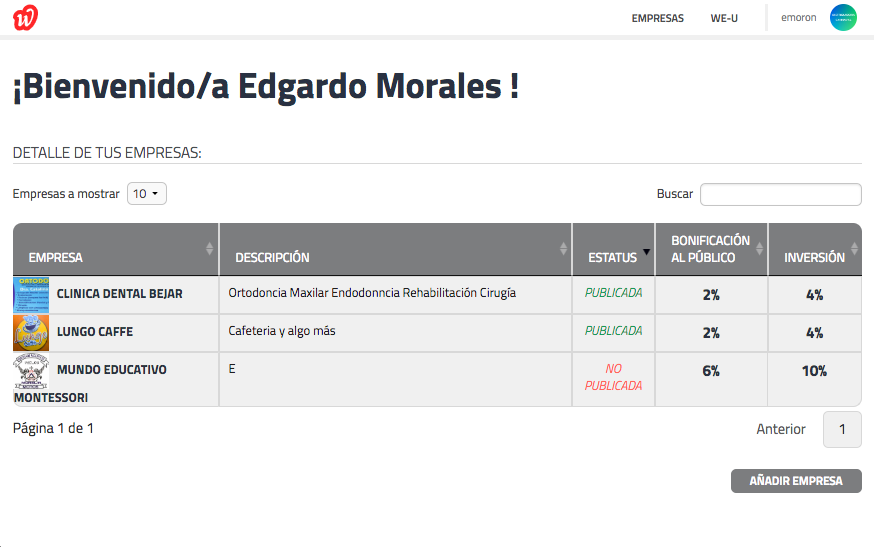 EMPRESAS WE-U emoron
¡Bienvenido/a Edgardo Morales !
DETALLE DE TUS EMPRESAS:
Empresas a mostrar 10 Buscar
EMPRESA DESCRIPCIÓN ESTATUS BONIFICACIÓN AL PÚBLICO INVERSIÓN
CLINICA DENTAL BEJAR Ortodoncia Maxilar Endodonncia Rehabilitación Cirugía PUBLICADA 2% 4%
LUNGO CAFFE Cafeteria y algo más PUBLICADA 2% 4%
MUNDO EDUCATIVO MONTESSORI E NO PUBLICADA 6% 10%
Página 1 de 1 Anterior 1
AÑADIR EMPRESA